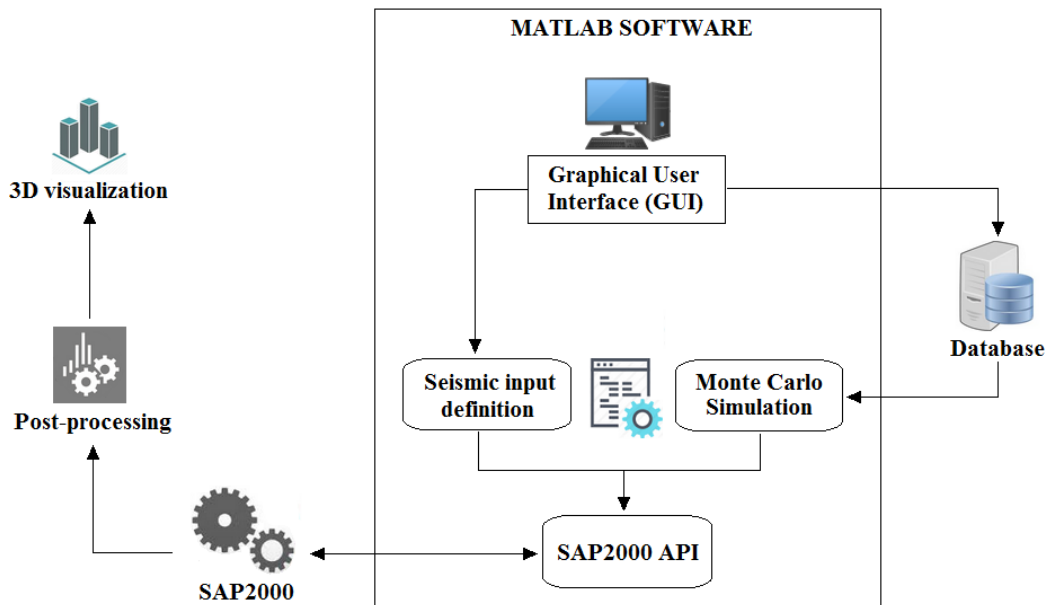 MATLAB SOFTWARE
Graphical User
Interface (GUI)
3D visualization
Database
Seismic input
definition
Monte Carlo
Simulation
Post-processing
SAP2000 API
SAP2000